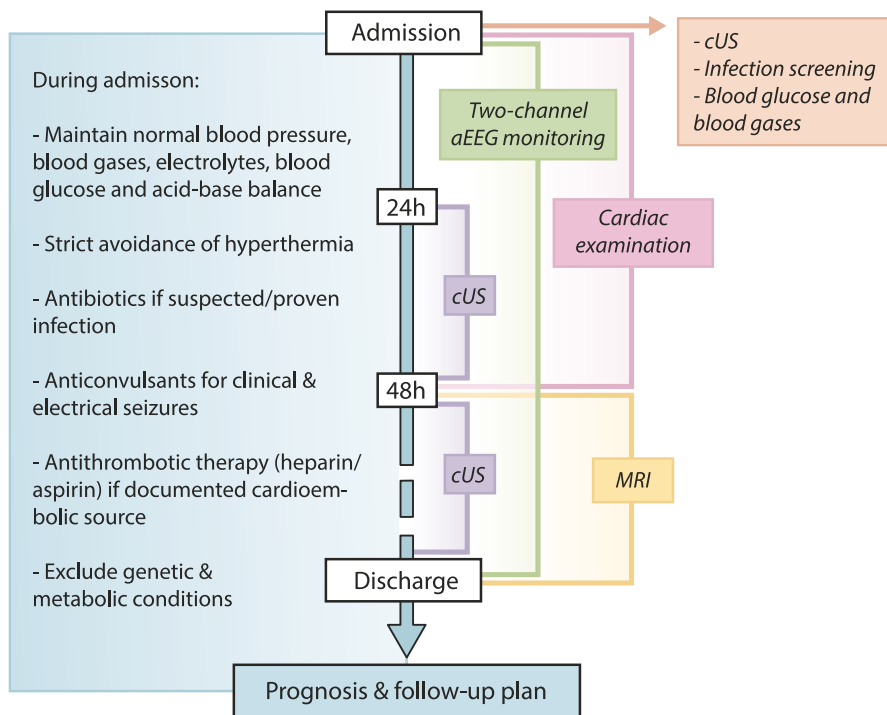 Admission
- cUS
- Infection screening
- Blood glucose and
blood gases
During admisson:
- Maintain normal blood pressure,
blood gases, electrolytes, blood
glucose and acid-base balance
- Strict avoidance of hyperthermia
- Antibiotics if suspected/proven
infection
- Anticonvulsants for clinical &
electrical seizures
- Antithrombotic therapy (heparin/
aspirin) if documented cardioem-
bolic source
- Exclude genetic &
metabolic conditions
Two-channel
aEEG monitoring
24h
Cardiac
examination
cUS
48h
cUS
MRI
Discharge
Prognosis & follow-up plan